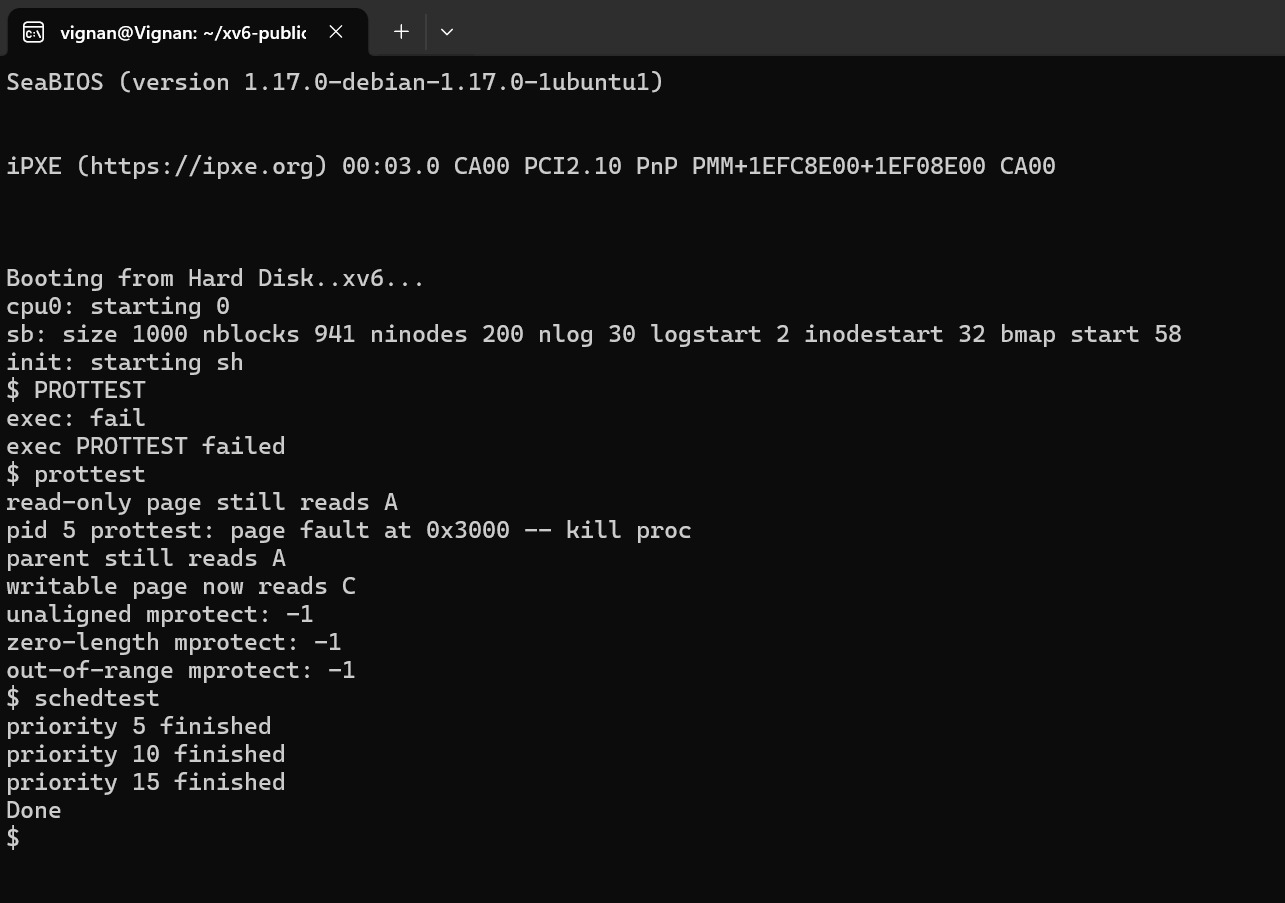 vignan@Vignan: ~/xv6-public
SeaBIOS (version 1.17.0-debian-1.17.0-1ubuntu1)
iPXE (https://ipxe.org) 00:03.0 CA00 PCI2.10 PnP PMM+1EFC8E00+1EF08E00 CA00
Booting from Hard Disk..xv6...
cpu0: starting 0
sb: size 1000 nblocks 941 ninodes 200 nlog 30 logstart 2 inodestart 32 bmap start 58
init: starting sh
$ PROTTEST
exec: fail
exec PROTTEST failed
$ prottest
read-only page still reads A
pid 5 prottest: page fault at 0x3000 -- kill proc
parent still reads A
writable page now reads C
unaligned mprotect: -1
zero-length mprotect: -1
out-of-range mprotect: -1
$ schedtest
priority 5 finished
priority 10 finished
priority 15 finished
Done
$